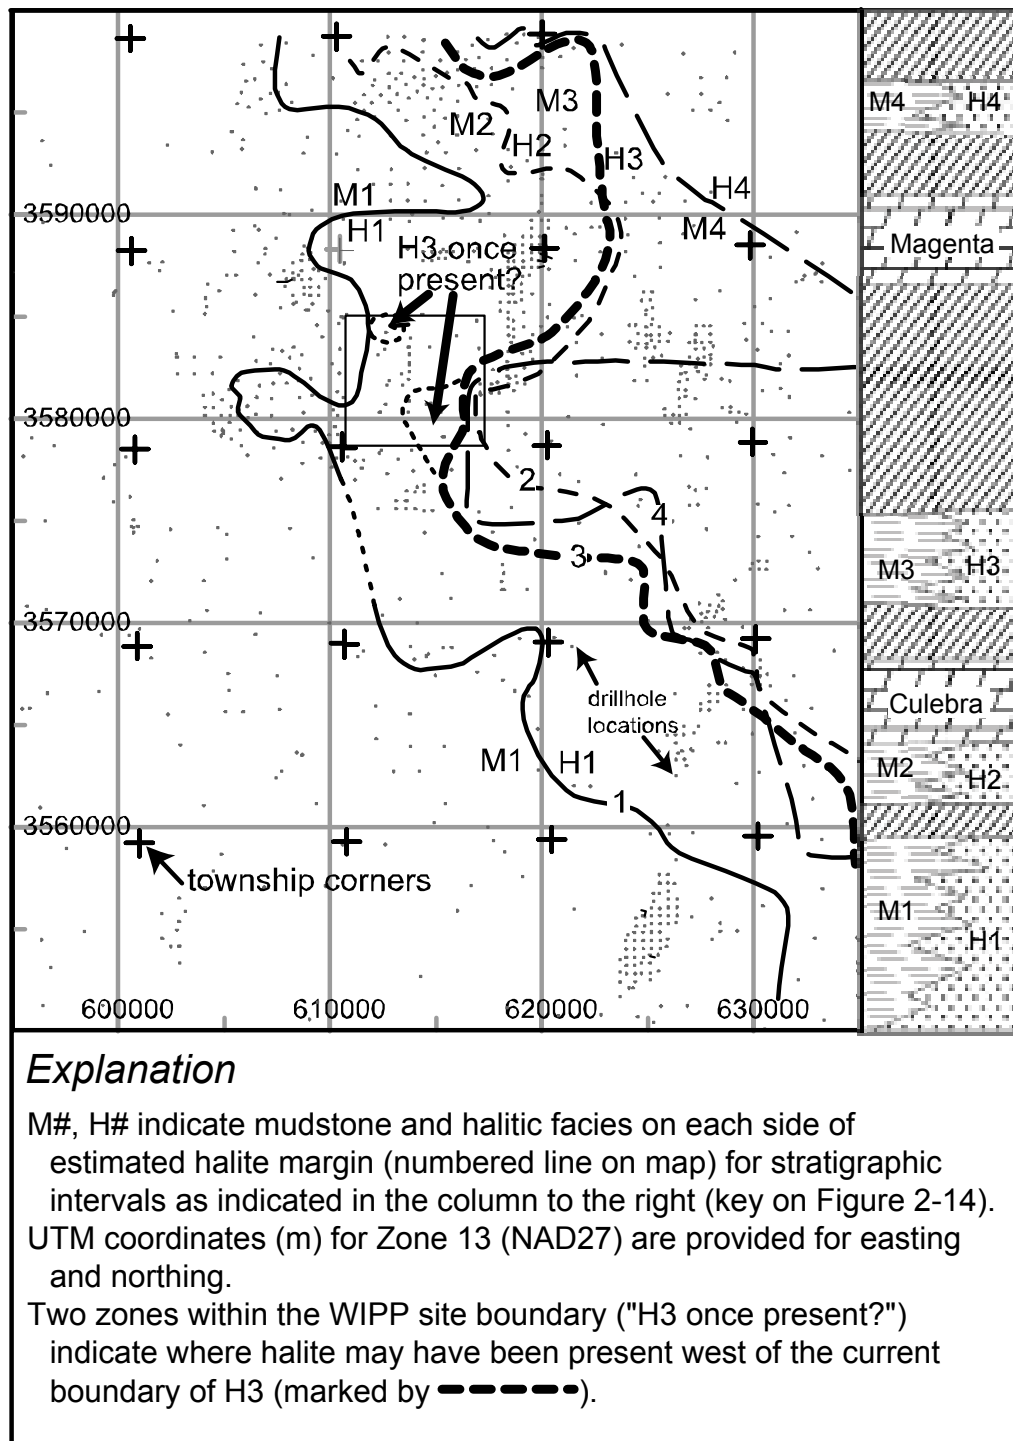 M3
M4
H4
M2
H2
H3
M1
H4
3590000
H1
M4
H3 once
present?
Magenta
3580000
2
4
3
M3
H3
3570000
drillhole
locations
Culebra
M1
H1
M2
H2
1
3560000
township corners
M1
H1
600000
610000
620000
630000
Explanation
M#, H# indicate mudstone and halitic facies on each side of
estimated halite margin (numbered line on map) for stratigraphic
intervals as indicated in the column to the right (key on Figure 2-14).
UTM coordinates (m) for Zone 13 (NAD27) are provided for easting
and northing.
Two zones within the WIPP site boundary ("H3 once present?")
indicate where halite may have been present west of the current
boundary of H3 (marked by ).